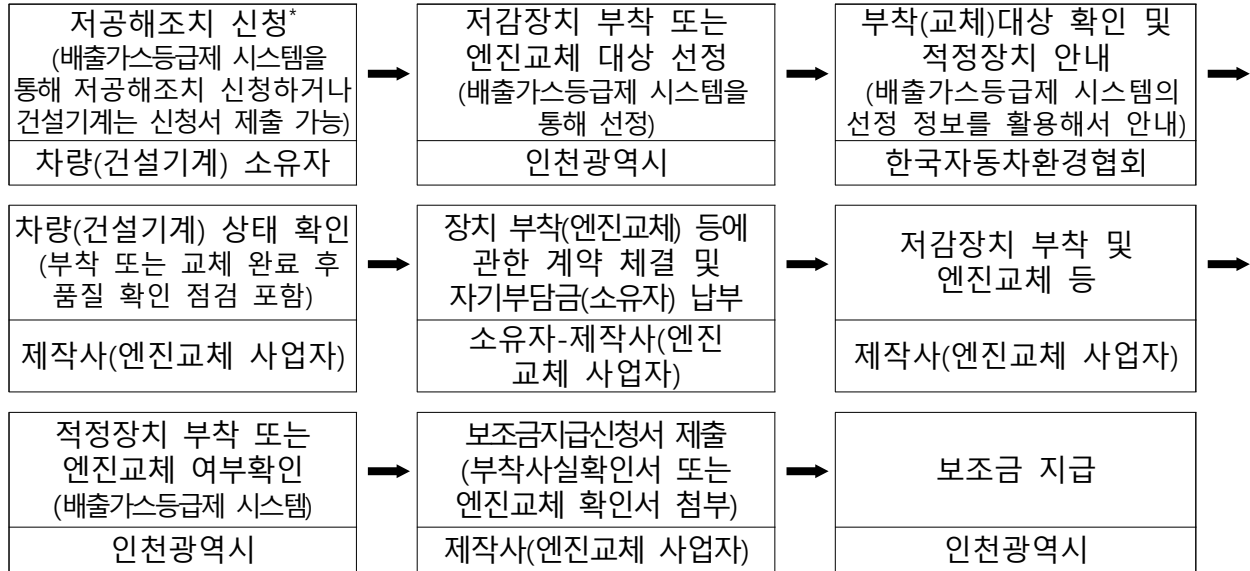 저공해조치 신청*
(배출가스등급제 시스템을
통해 저공해조치 신청하거나
건설기계는 신청서 제출 가능)
차량(건설기계) 소유자
저감장치 부착 또는
엔진교체 대상 선정
(배출가스등급제 시스템을
통해 선정)
인천광역시
부착(교체)대상 확인 및
적정장치 안내
(배출가스등급제 시스템의
선정 정보를 활용해서 안내)
한국자동차환경협회
차량(건설기계) 상태 확인
(부착 또는 교체 완료 후
품질 확인 점검 포함)
제작사(엔진교체 사업자)
장치 부착(엔진교체) 등에
관한 계약 체결 및
자기부담금(소유자) 납부
소유자-제작사(엔진
교체 사업자)
저감장치 부착 및
엔진교체 등
제작사(엔진교체 사업자)
적정장치 부착 또는
엔진교체 여부확인
(배출가스등급제 시스템)
인천광역시
보조금지급신청서 제출
(부착사실확인서 또는
엔진교체 확인서 첨부)
제작사(엔진교체 사업자)
보조금 지급
인천광역시